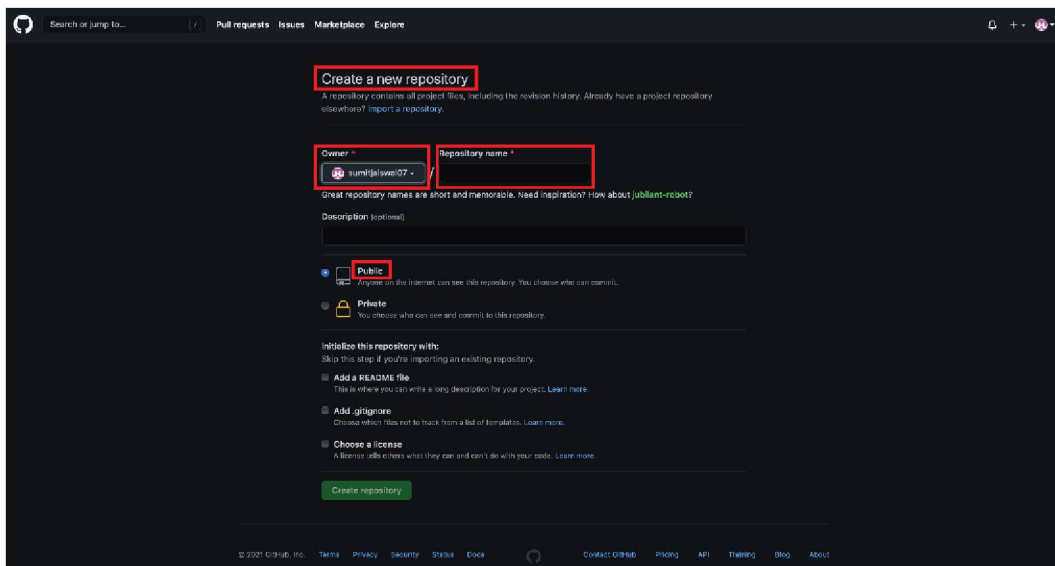 Search or jump to... / Pull requests Issues Marketplace Explore
Create a new repository
A repository contains all project files, including the revision history. Already have a project repository
elsewhere? Import a repository.
Owner * Repository name *
sumitjaiswal07 /
Great repository names are short and memorable. Need inspiration? How about jubilant-robot?
Description (optional)
Public
Anyone on the internet can see this repository. You choose who can commit.
Private
You choose who can see and commit to this repository.
Initialize this repository with:
Skip this step if you're importing an existing repository.
Add a README file
This is where you can write a long description for your project. Learn more.
Add .gitignore
Choose which files not to track from a list of templates. Learn more.
Choose a license
A license tells others what they can and can't do with your code. Learn more.
Create repository
© 2021 GitHub, Inc. Terms Privacy Security Status Docs Contact GitHub Pricing API Training Blog About